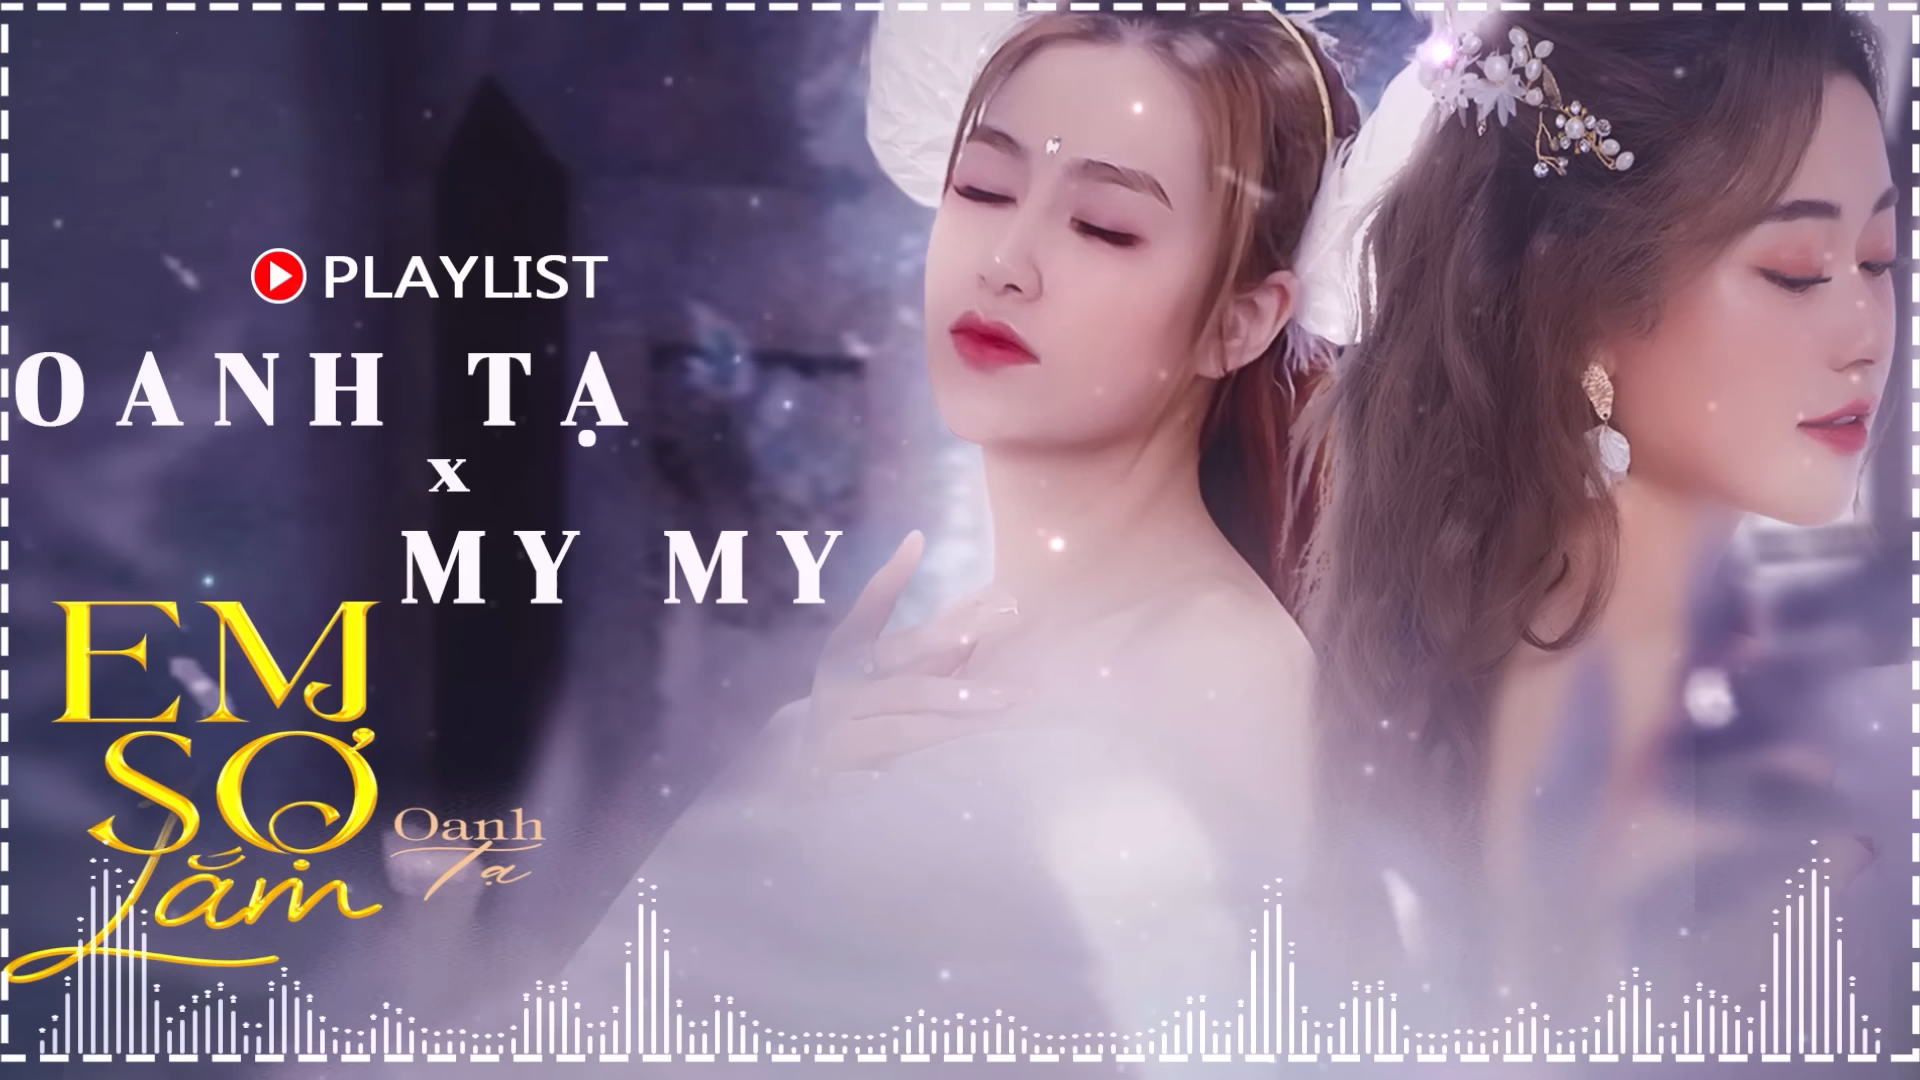 PLAYLIST
OANH TẠ
x
MY MY
EM
SỢ
Lắm
Oanh
Tạ